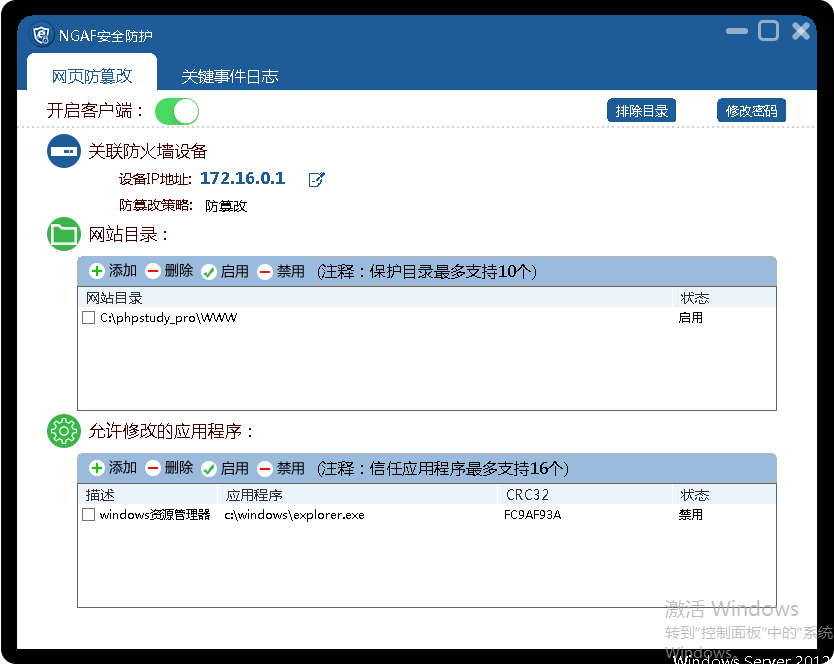 NGAF安全防护
网页防篡改 关键事件日志
开启客户端： 排除目录 修改密码
关联防火墙设备
设备IP地址: 172.16.0.1
防篡改策略: 防篡改
网站目录：
添加 删除 启用 禁用 (注释：保护目录最多支持10个)
网站目录 状态
C:\phpstudy_pro\WWW 启用
允许修改的应用程序：
添加 删除 启用 禁用 (注释：信任应用程序最多支持16个)
描述 应用程序 CRC32 状态
windows资源管理器 c:\windows\explorer.exe FC9AF93A 禁用
激活 Windows
转到"控制面板"中的"系统
Windows。
Windows Server 2012